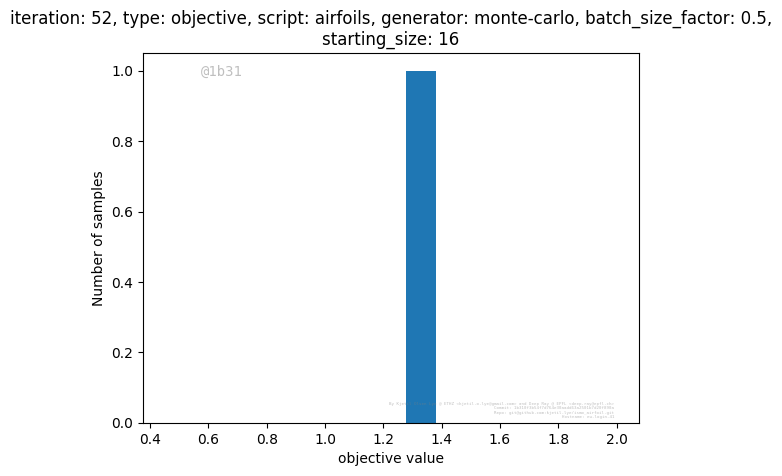 iteration: 52, type: objective, script: airfoils, generator: monte-carlo, batch_size_factor: 0.5,
starting_size: 16
@1b31
1.0
0.8
0.6
0.4
0.2
0.0
Number of samples
0.4 0.6 0.8 1.0 1.2 1.4 1.6 1.8 2.0
objective value